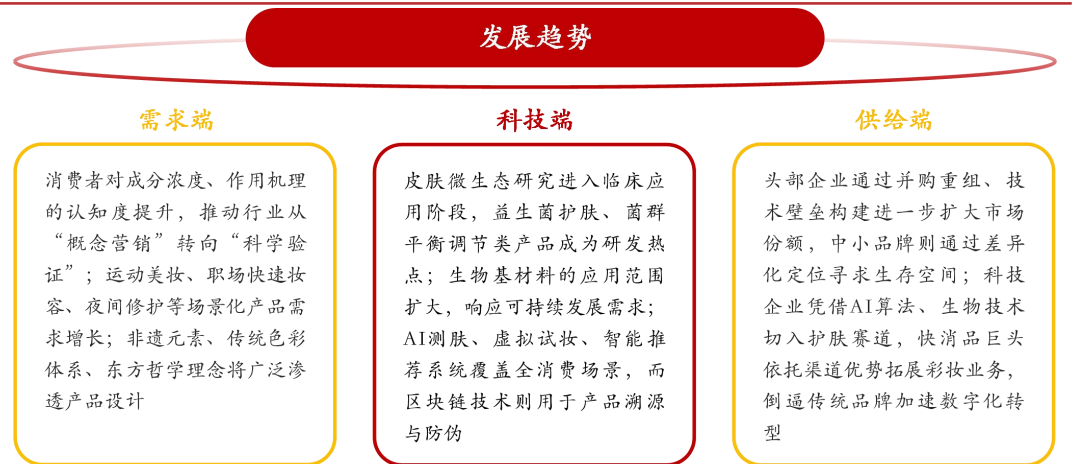 发展趋势
需求端
消费者对成分浓度、作用机理
的认知度提升，推动行业从
“概念营销”转向“科学验
证”；运动美妆、职场快速妆
容、夜间修护等场景化产品需
求增长；非遗元素、传统色彩
体系、东方哲学理念将广泛渗
透产品设计
科技端
皮肤微生态研究进入临床应
用阶段，益生菌护肤、菌群
平衡调节类产品成为研发热
点；生物基材料的应用范围
扩大，响应可持续发展需求；
AI测肤、虚拟试妆、智能推
荐系统覆盖全消费场景，而
区块链技术则用于产品溯源
与防伪
供给端
头部企业通过并购重组、技
术壁垒构建进一步扩大市场
份额，中小品牌则通过差异
化定位寻求生存空间；科技
企业凭借AI算法、生物技术
切入护肤赛道，快消品巨头
依托渠道优势拓展彩妆业务，
倒逼传统品牌加速数字化转
型